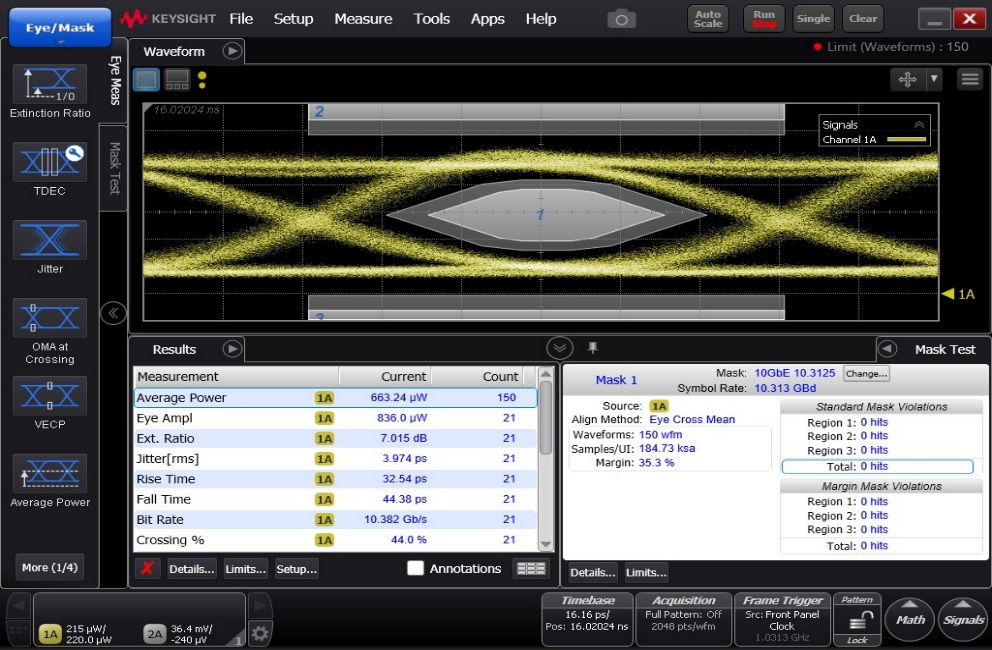 Eye/Mask
KEYSIGHT File Setup Measure Tools Apps Help
Auto Scale
Run Stop
Single
Clear
Waveform
Limit (Waveforms) : 150
Eye Meas
Mask Test
1/0
Extinction Ratio
TDEC
Jitter
OMA at Crossing
VECP
Average Power
More (1/4)
16.02024 ns
2
Signals
Channel 1A
1
3
1A
Results
Measurement Current Count
Average Power 1A 663.24 µW 150
Eye Ampl 1A 836.0 µW 21
Ext. Ratio 1A 7.015 dB 21
Jitter[rms] 1A 3.974 ps 21
Rise Time 1A 32.54 ps 21
Fall Time 1A 44.38 ps 21
Bit Rate 1A 10.382 Gb/s 21
Crossing % 1A 44.0 % 21
Details... Limits... Setup... Annotations
Mask Test
Mask 1
Mask: 10GbE 10.3125 Change...
Symbol Rate: 10.313 GBd
Source: 1A
Align Method: Eye Cross Mean
Waveforms: 150 wfm
Samples/UI: 184.73 ksa
Margin: 35.3 %
Standard Mask Violations
Region 1: 0 hits
Region 2: 0 hits
Region 3: 0 hits
Total: 0 hits
Margin Mask Violations
Region 1: 0 hits
Region 2: 0 hits
Region 3: 0 hits
Total: 0 hits
Details... Limits...
1A 215 µW/
220.0 µW
2A 36.4 mV/
-240 µV
1
Timebase
16.16 ps/
Pos: 16.02024 ns
Acquisition
Full Pattern: Off
2048 pts/wfm
Frame Trigger
Src: Front Panel
Clock
1.0313 GHz
Pattern
Lock
Math
Signals